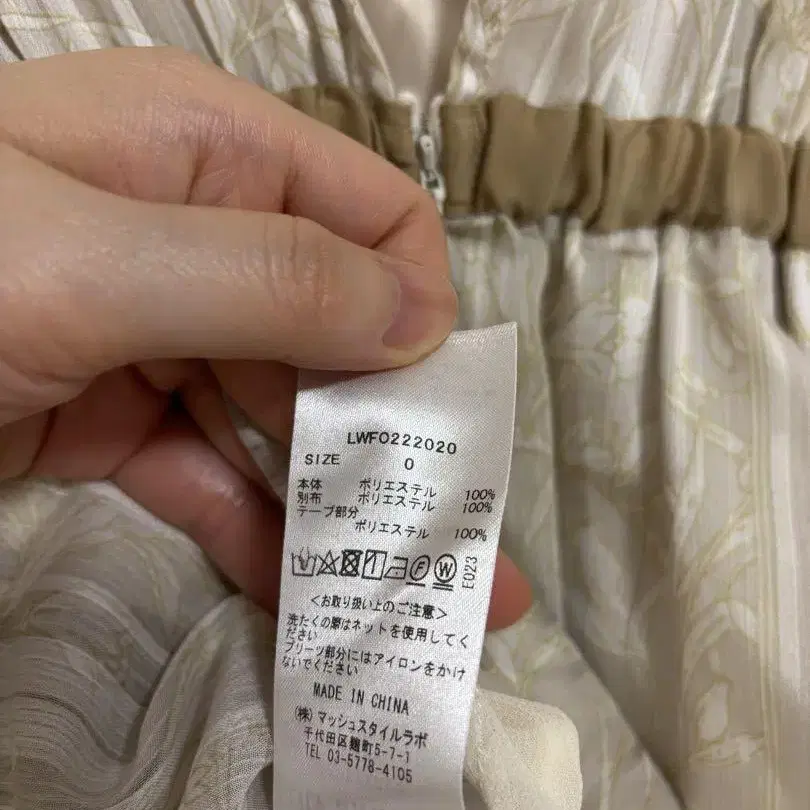 LWFO222020
SIZE 0
本体 ポリエステル 100%
別布 ポリエステル 100%
テープ部分
ポリエステル 100%
F W E023
<お取り扱い上のご注意>
洗たくの際はネットを使用してく
ださい
プリーツ部分にはアイロンをかけ
ないでください
MADE IN CHINA
(株)マッシュスタイルラボ
千代田区麹町5-7-1
TEL 03-5778-4105